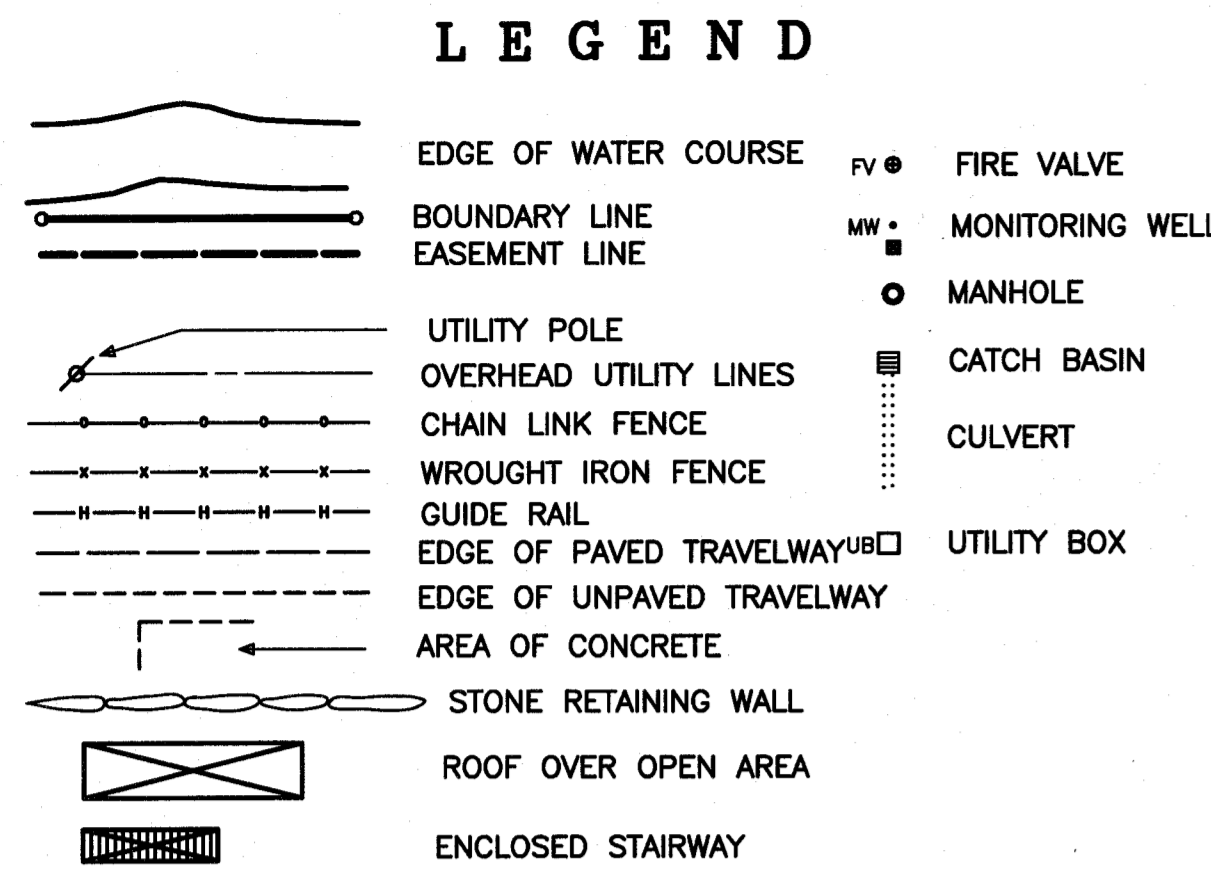 LEGEND
EDGE OF WATER COURSE
BOUNDARY LINE
EASEMENT LINE
UTILITY POLE
OVERHEAD UTILITY LINES
CHAIN LINK FENCE
WROUGHT IRON FENCE
GUIDE RAIL
EDGE OF PAVED TRAVELWAY
EDGE OF UNPAVED TRAVELWAY
AREA OF CONCRETE
STONE RETAINING WALL
ROOF OVER OPEN AREA
ENCLOSED STAIRWAY
FV FIRE VALVE
MW MONITORING WELL
MANHOLE
CATCH BASIN
CULVERT
UB UTILITY BOX